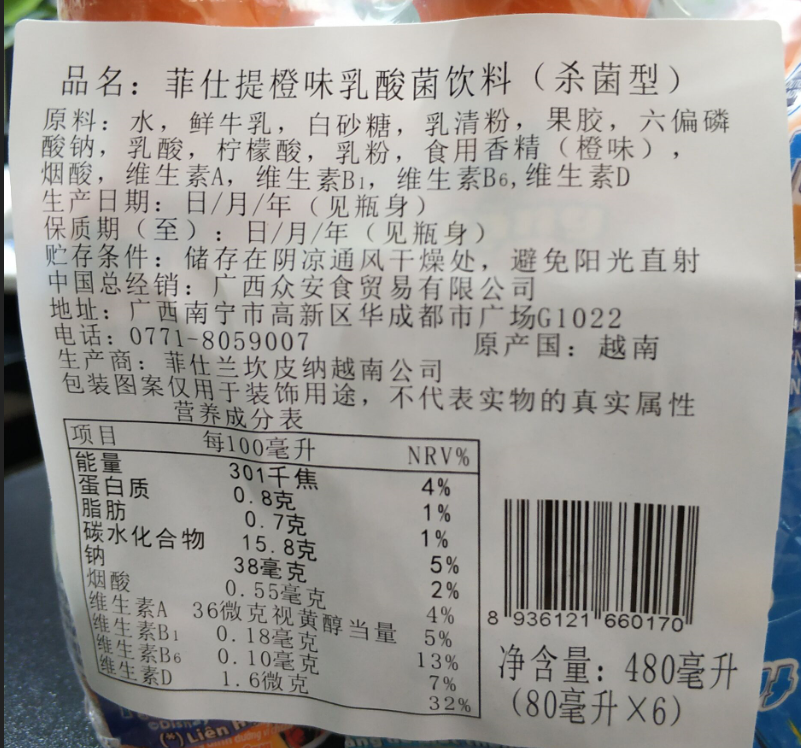 品名：菲仕提橙味乳酸菌饮料（杀菌型）
原料：水，鲜牛乳，白砂糖，乳清粉，果胶，六偏磷
酸钠，乳酸，柠檬酸，乳粉，食用香精（橙味），
烟酸，维生素A，维生素B1，维生素B6,维生素D
生产日期：日/月/年（见瓶身）
保质期（至）：日/月/年（见瓶身）
贮存条件：储存在阴凉通风干燥处，避免阳光直射
中国总经销：广西众安食贸易有限公司
地址：广西南宁市高新区华成都市广场G1022
电话：0771-8059007 原产国：越南
生产商：菲仕兰坎皮纳越南公司
包装图案仅用于装饰用途，不代表实物的真实属性
营养成分表
项目 每100毫升 NRV%
能量 301千焦 4%
蛋白质 0.8克 1%
脂肪 0.7克 1%
碳水化合物 15.8克 5%
钠 38毫克 2%
烟酸 0.55毫克 4%
维生素A 36微克视黄醇当量 5%
维生素B1 0.18毫克 13%
维生素B6 0.10毫克 7%
维生素D 1.6微克 32%
8 936121 660170
净含量：480毫升
（80毫升×6）
©Disney
(*) Liên h